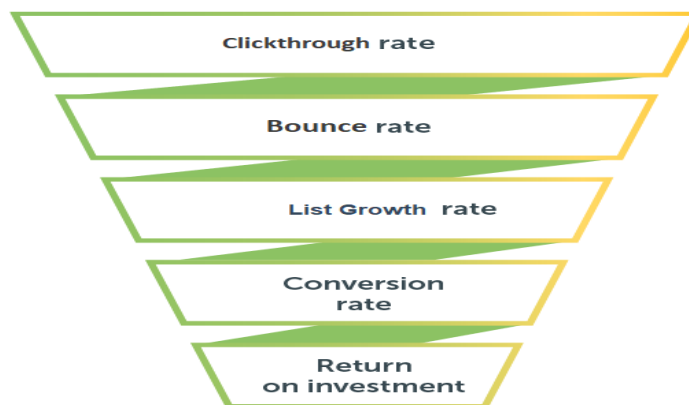 Clickthrough rate
Bounce rate
List Growth rate
Conversion
rate
Return
on investment